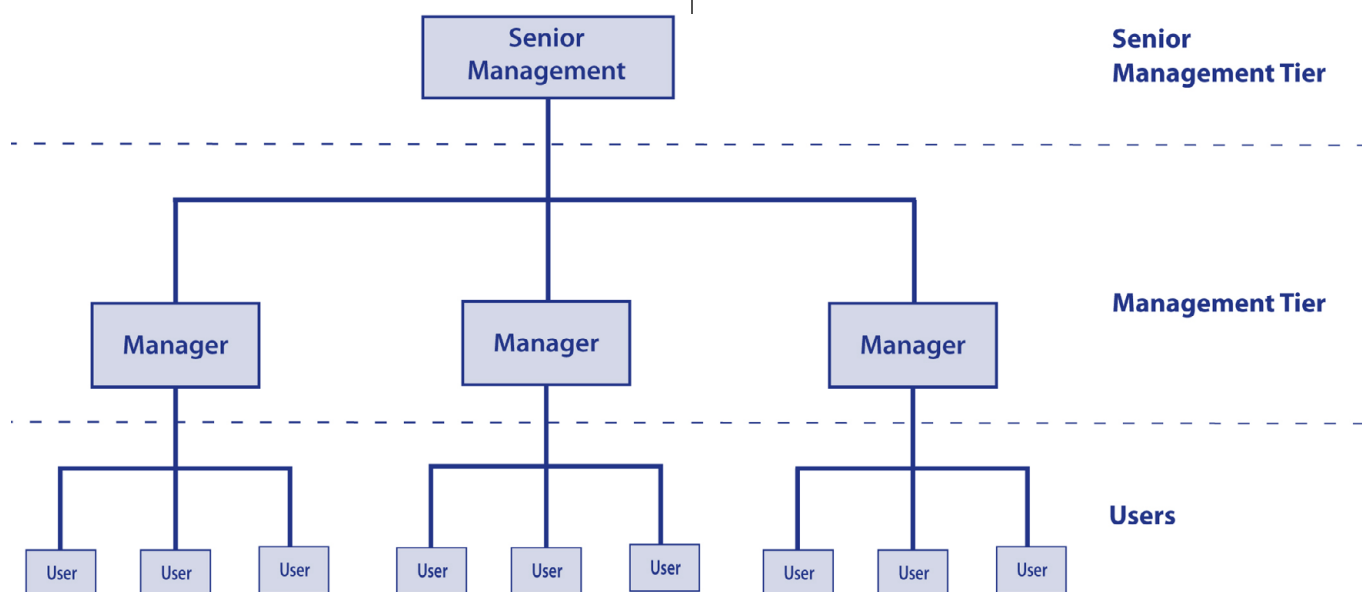 Senior
Management
Senior
Management Tier
Manager
Manager
Manager
Management Tier
Users
User
User
User
User
User
User
User
User
User